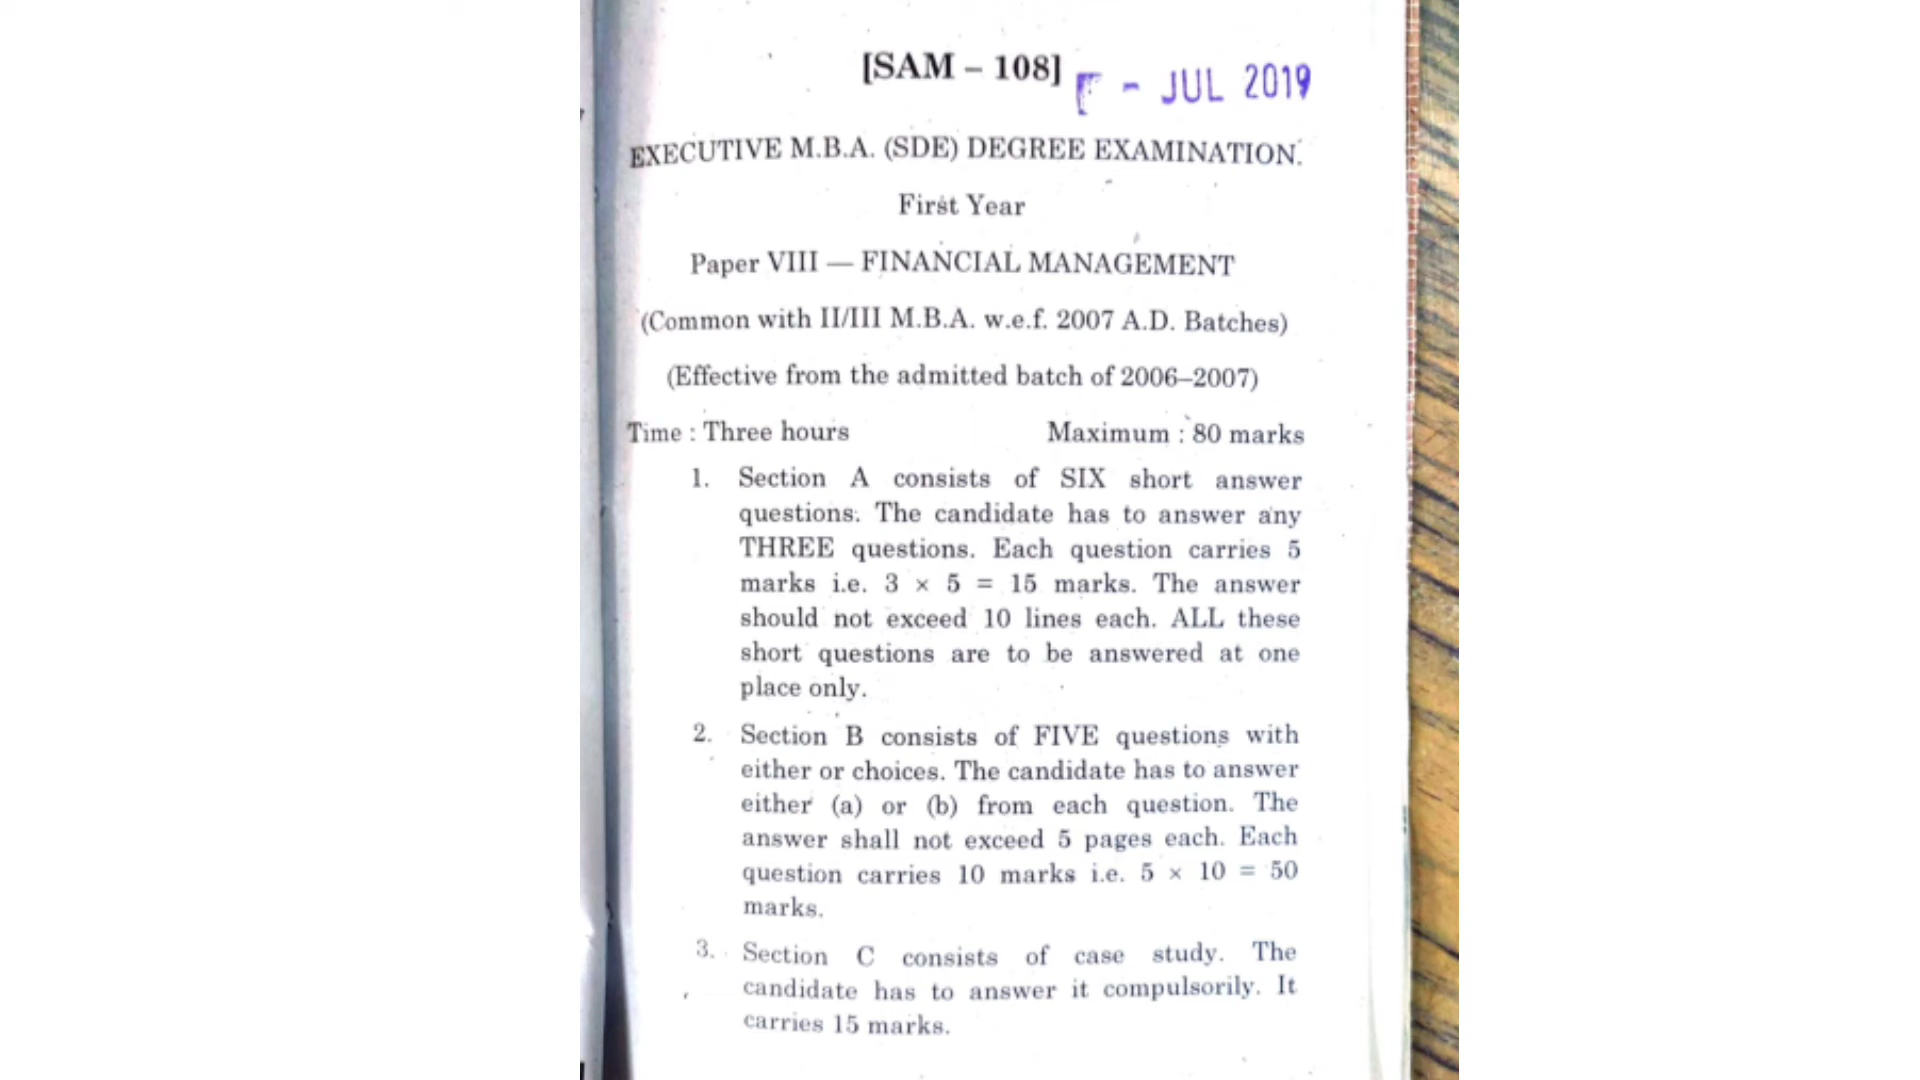 [SAM – 108]
- JUL 2019
EXECUTIVE M.B.A. (SDE) DEGREE EXAMINATION.
First Year
Paper VIII — FINANCIAL MANAGEMENT
(Common with II/III M.B.A. w.e.f. 2007 A.D. Batches)
(Effective from the admitted batch of 2006–2007)
Time : Three hours Maximum : 80 marks
1. Section A consists of SIX short answer
questions. The candidate has to answer any
THREE questions. Each question carries 5
marks i.e. 3 × 5 = 15 marks. The answer
should not exceed 10 lines each. ALL these
short questions are to be answered at one
place only.
2. Section B consists of FIVE questions with
either or choices. The candidate has to answer
either (a) or (b) from each question. The
answer shall not exceed 5 pages each. Each
question carries 10 marks i.e. 5 × 10 = 50
marks.
3. Section C consists of case study. The
candidate has to answer it compulsorily. It
carries 15 marks.